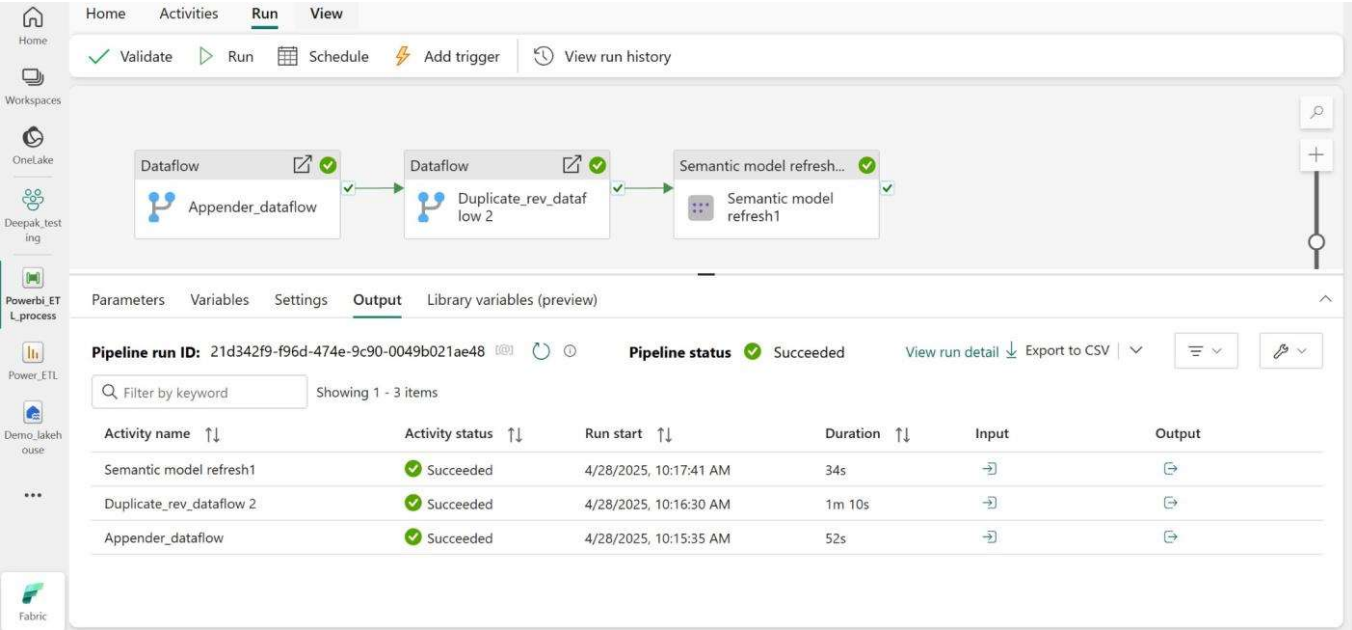 Home Activities Run View
Home
Validate Run Schedule Add trigger View run history
Workspaces
OneLake
Deepak_test
ing
Powerbi_ET
L_process
Power_ETL
Demo_lakeh
ouse
Fabric
Dataflow
Appender_dataflow
Dataflow
Duplicate_rev_dataf
low 2
Semantic model refresh...
Semantic model
refresh1
Parameters Variables Settings Output Library variables (preview)
Pipeline run ID: 21d342f9-f96d-474e-9c90-0049b021ae48 Pipeline status Succeeded View run detail Export to CSV
Filter by keyword Showing 1 - 3 items
Activity name Activity status Run start Duration Input Output
Semantic model refresh1 Succeeded 4/28/2025, 10:17:41 AM 34s
Duplicate_rev_dataflow 2 Succeeded 4/28/2025, 10:16:30 AM 1m 10s
Appender_dataflow Succeeded 4/28/2025, 10:15:35 AM 52s